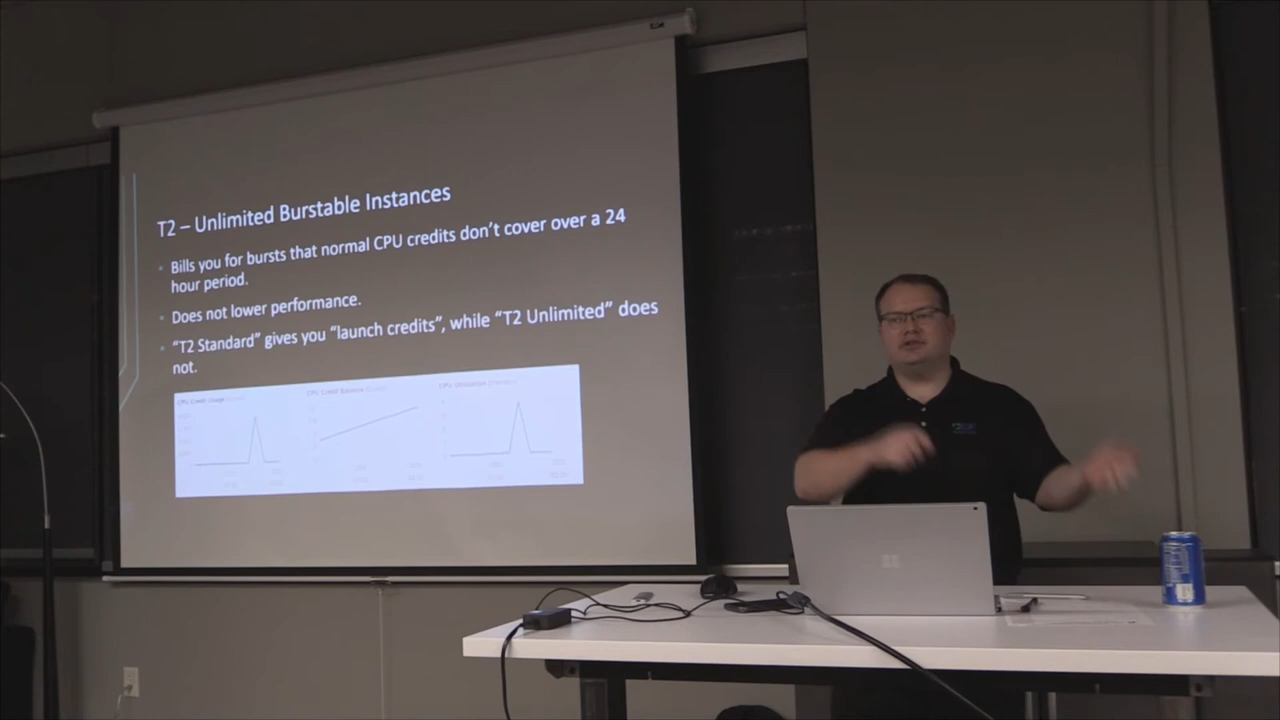 T2 – Unlimited Burstable Instances
Bills you for bursts that normal CPU credits don't cover over a 24
hour period.
Does not lower performance.
"T2 Standard" gives you "launch credits", while "T2 Unlimited" does
not.
CPU Credit Usage
CPU Credit Balance
CPU Utilization